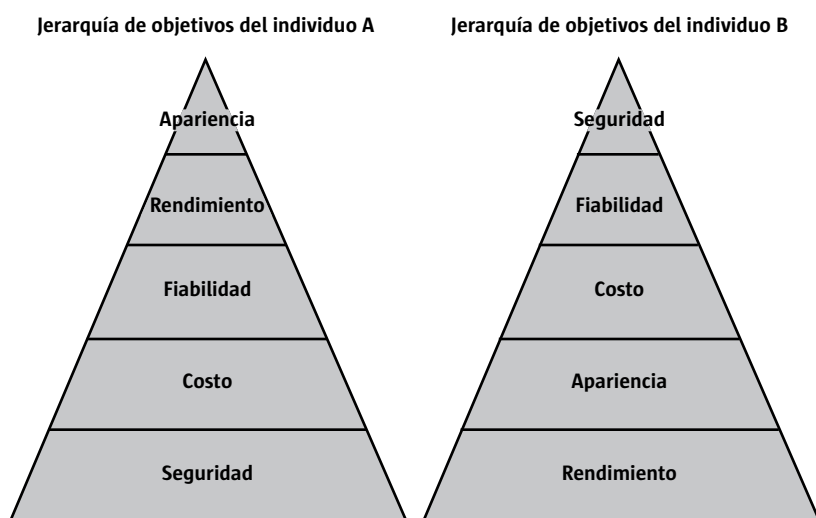 Jerarquía de objetivos del individuo A
Apariencia
Rendimiento
Fiabilidad
Costo
Seguridad
Jerarquía de objetivos del individuo B
Seguridad
Fiabilidad
Costo
Apariencia
Rendimiento